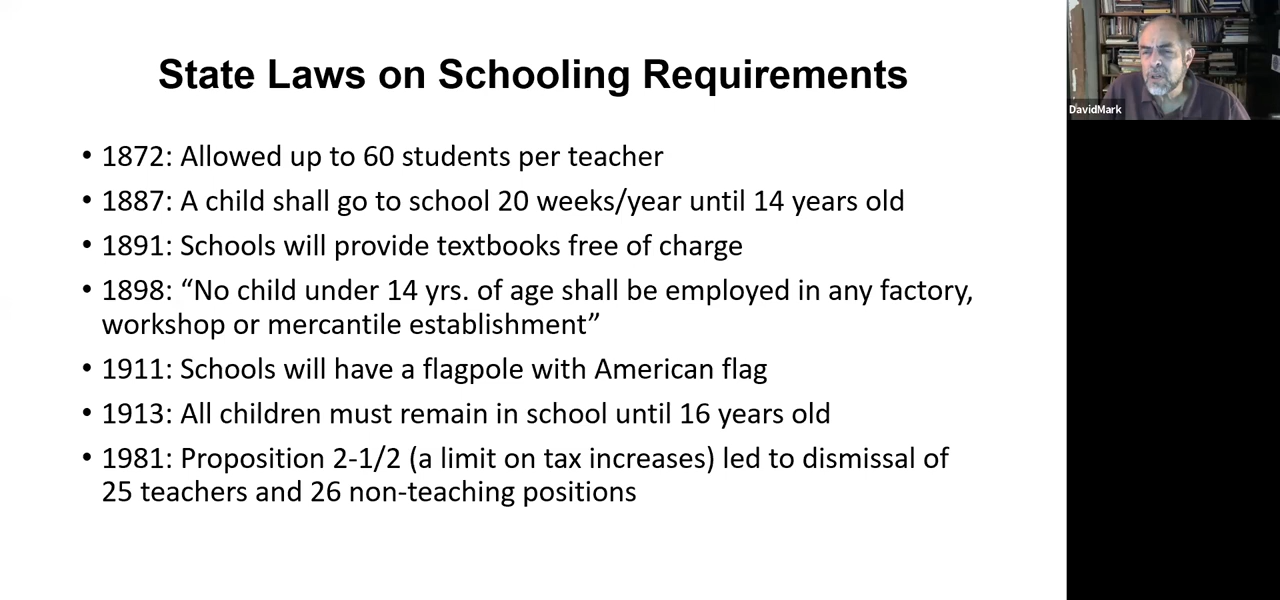 State Laws on Schooling Requirements
• 1872: Allowed up to 60 students per teacher
• 1887: A child shall go to school 20 weeks/year until 14 years old
• 1891: Schools will provide textbooks free of charge
• 1898: “No child under 14 yrs. of age shall be employed in any factory,
workshop or mercantile establishment”
• 1911: Schools will have a flagpole with American flag
• 1913: All children must remain in school until 16 years old
• 1981: Proposition 2-1/2 (a limit on tax increases) led to dismissal of
25 teachers and 26 non-teaching positions
DavidMark